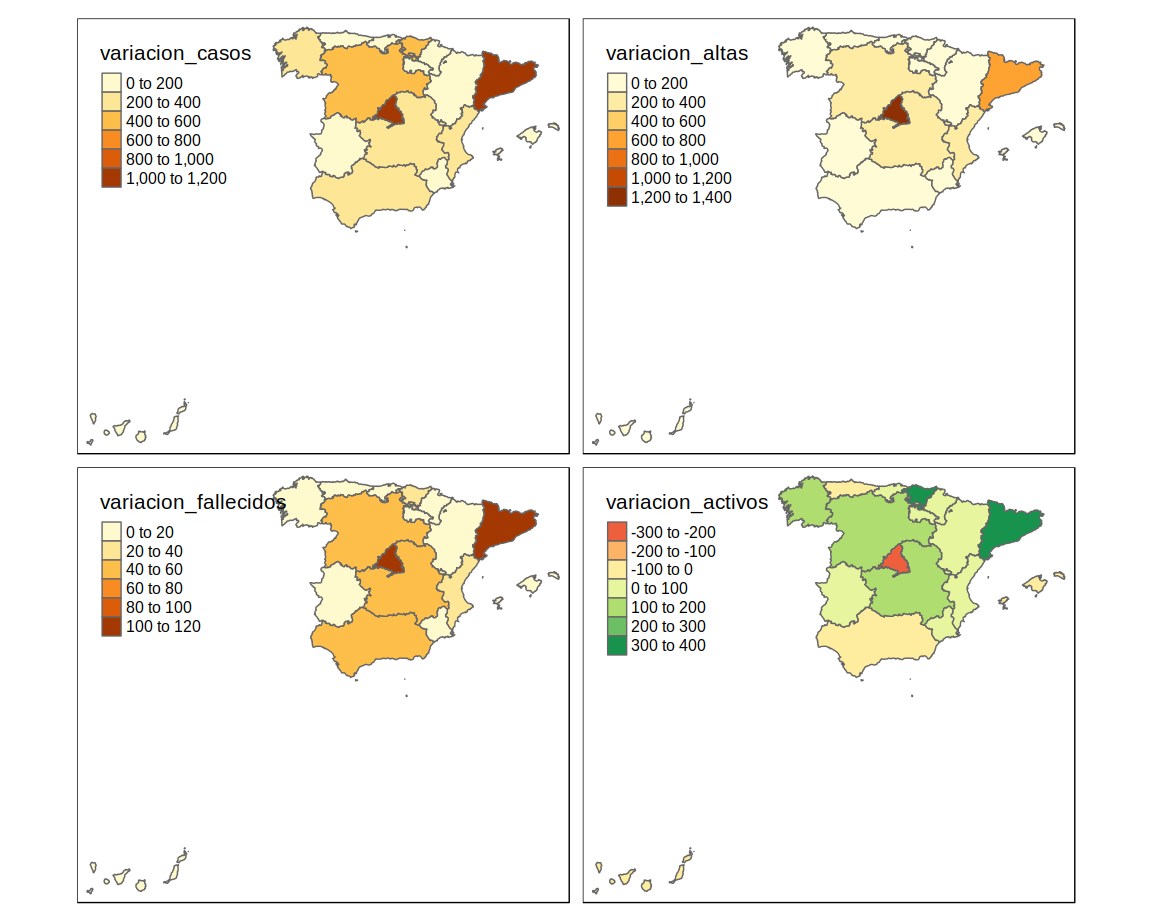 variacion_casos
0 to 200
200 to 400
400 to 600
600 to 800
800 to 1,000
1,000 to 1,200
variacion_altas
0 to 200
200 to 400
400 to 600
600 to 800
800 to 1,000
1,000 to 1,200
1,200 to 1,400
variacion_fallecidos
0 to 20
20 to 40
40 to 60
60 to 80
80 to 100
100 to 120
variacion_activos
-300 to -200
-200 to -100
-100 to 0
0 to 100
100 to 200
200 to 300
300 to 400